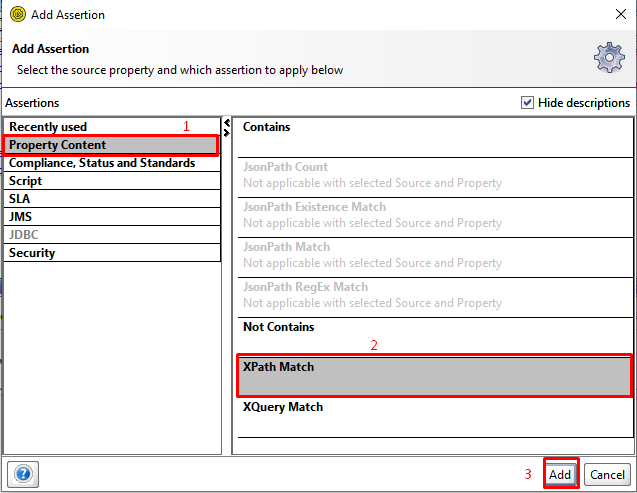 Add Assertion
Add Assertion
Select the source property and which assertion to apply below
Assertions
Hide descriptions
Recently used
1
Property Content
Compliance, Status and Standards
Script
SLA
JMS
JDBC
Security
Contains
JsonPath Count
Not applicable with selected Source and Property
JsonPath Existence Match
Not applicable with selected Source and Property
JsonPath Match
Not applicable with selected Source and Property
JsonPath RegEx Match
Not applicable with selected Source and Property
Not Contains
2
XPath Match
XQuery Match
?
3
Add
Cancel